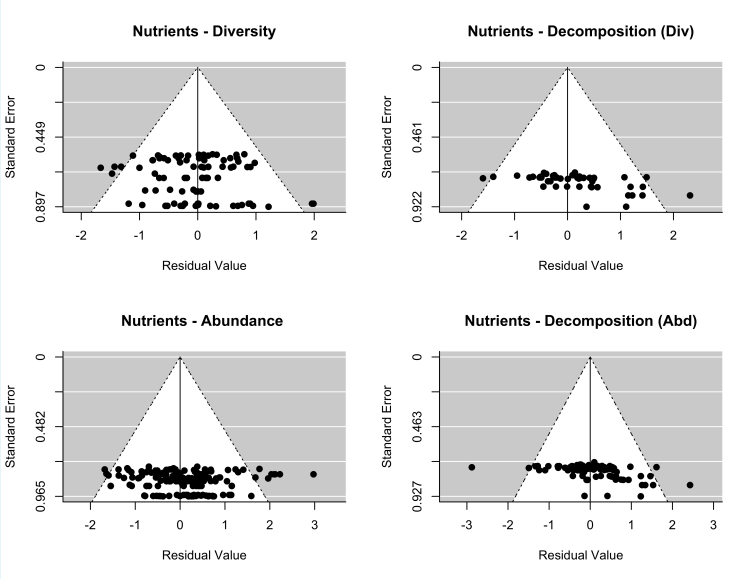 Nutrients - Diversity
Standard Error
0
0.449
0.897
-2 -1 0 1 2
Residual Value
Nutrients - Decomposition (Div)
Standard Error
0
0.461
0.922
-2 -1 0 1 2
Residual Value
Nutrients - Abundance
Standard Error
0
0.482
0.965
-2 -1 0 1 2 3
Residual Value
Nutrients - Decomposition (Abd)
Standard Error
0
0.463
0.927
-3 -2 -1 0 1 2 3
Residual Value